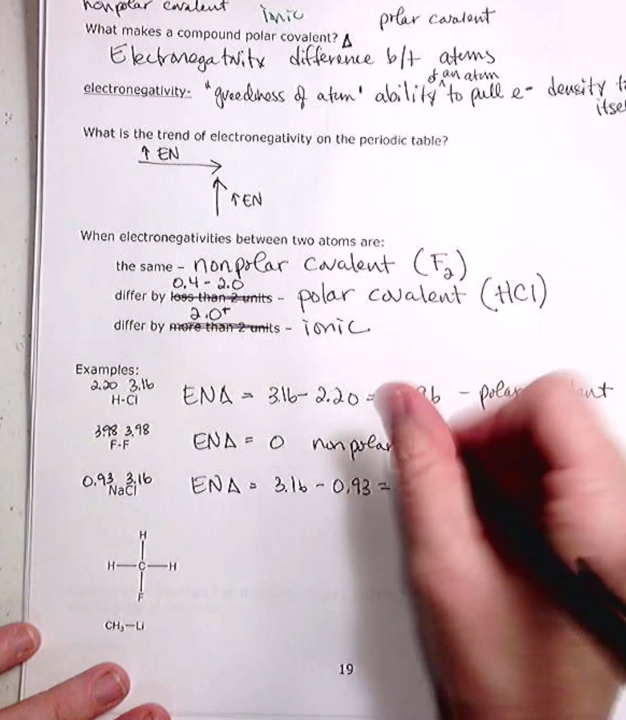 nonpolar covalent ionic polar covalent
What makes a compound polar covalent? Δ
Electronegativity difference b/t atoms
of an atom
electronegativity- "greediness of atom" ability ^ to pull e- density
When is the trend of electronegativity on the periodic table?
↑ EN
↑ EN
When electronegativities between two atoms are:
the same – nonpolar covalent (F₂)
0.4 - 2.0
differ by less than 2 units – polar covalent (HCl)
2.0+
differ by more than 2 units – ionic
Examples:
2.20 3.16
H-Cl ENΔ = 3.16 - 2.20 = - 
3.98 3.98
F-F ENΔ = 0 nonpolar
0.93 3.16
NaCl ENΔ = 3.16 - 0.93 =
H
H—C—H
F
CH₃—Li
19